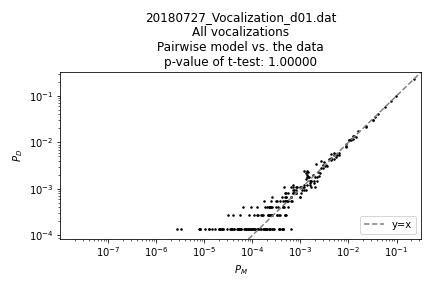 20180727_Vocalization_d01.dat
All vocalizations
Pairwise model vs. the data
p-value of t-test: 1.00000
10⁻¹
10⁻²
10⁻³
10⁻⁴
P_D
y=x
10⁻⁷ 10⁻⁶ 10⁻⁵ 10⁻⁴ 10⁻³ 10⁻² 10⁻¹
P_M